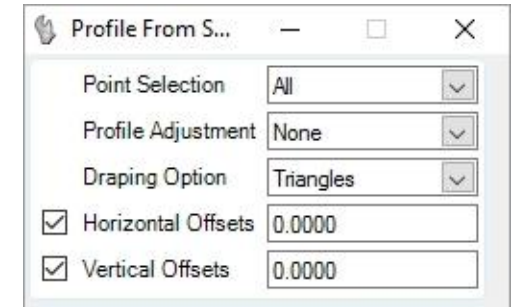 Profile From S...
Point Selection All
Profile Adjustment None
Draping Option Triangles
Horizontal Offsets 0.0000
Vertical Offsets 0.0000